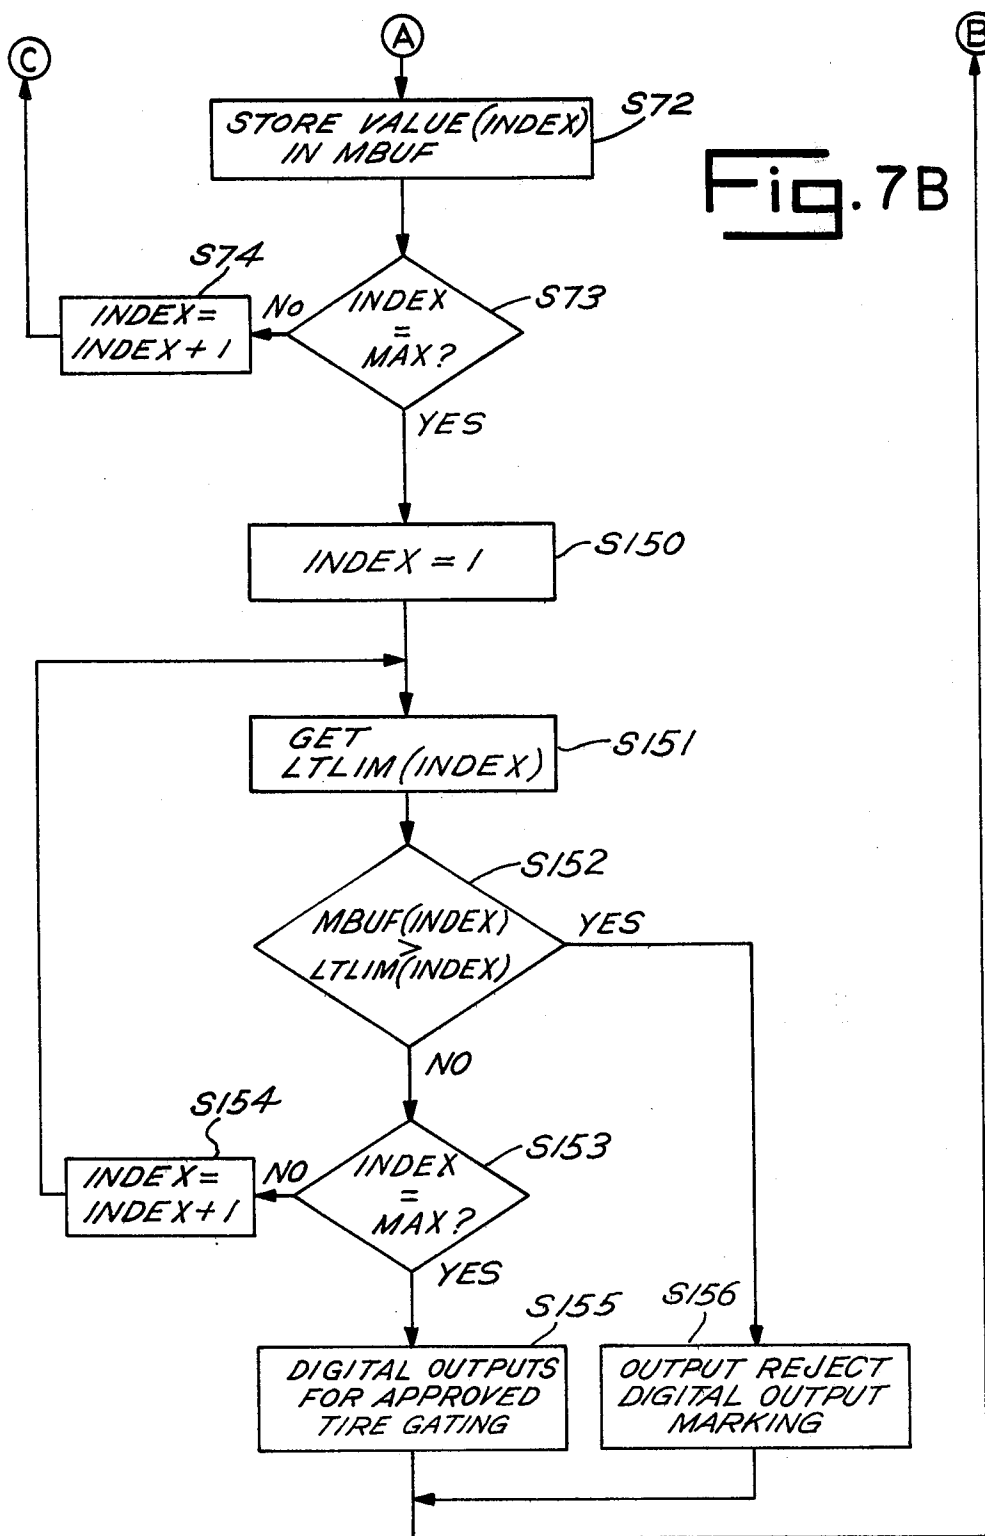 C
A
B
STORE VALUE (INDEX)
IN MBUF
S72
Fig. 7B
S74
INDEX =
INDEX + 1
No
INDEX
=
MAX?
S73
YES
INDEX = 1
S150
GET
LTLIM (INDEX)
S151
S152
MBUF(INDEX)
>
LTLIM(INDEX)
YES
NO
S154
INDEX =
INDEX+1
NO
INDEX
=
MAX?
S153
YES
S155
DIGITAL OUTPUTS
FOR APPROVED
TIRE GATING
S156
OUTPUT REJECT
DIGITAL OUTPUT
MARKING